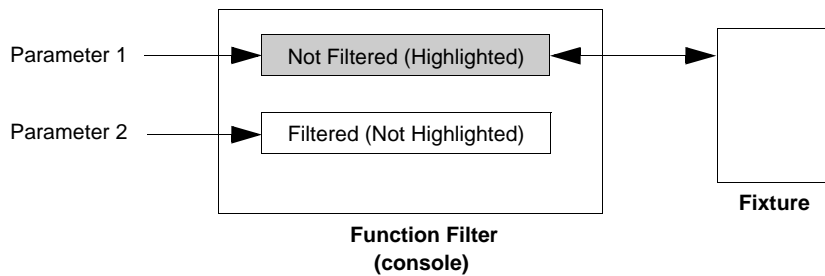 Parameter 1
Not Filtered (Highlighted)
Parameter 2
Filtered (Not Highlighted)
Fixture
Function Filter
(console)